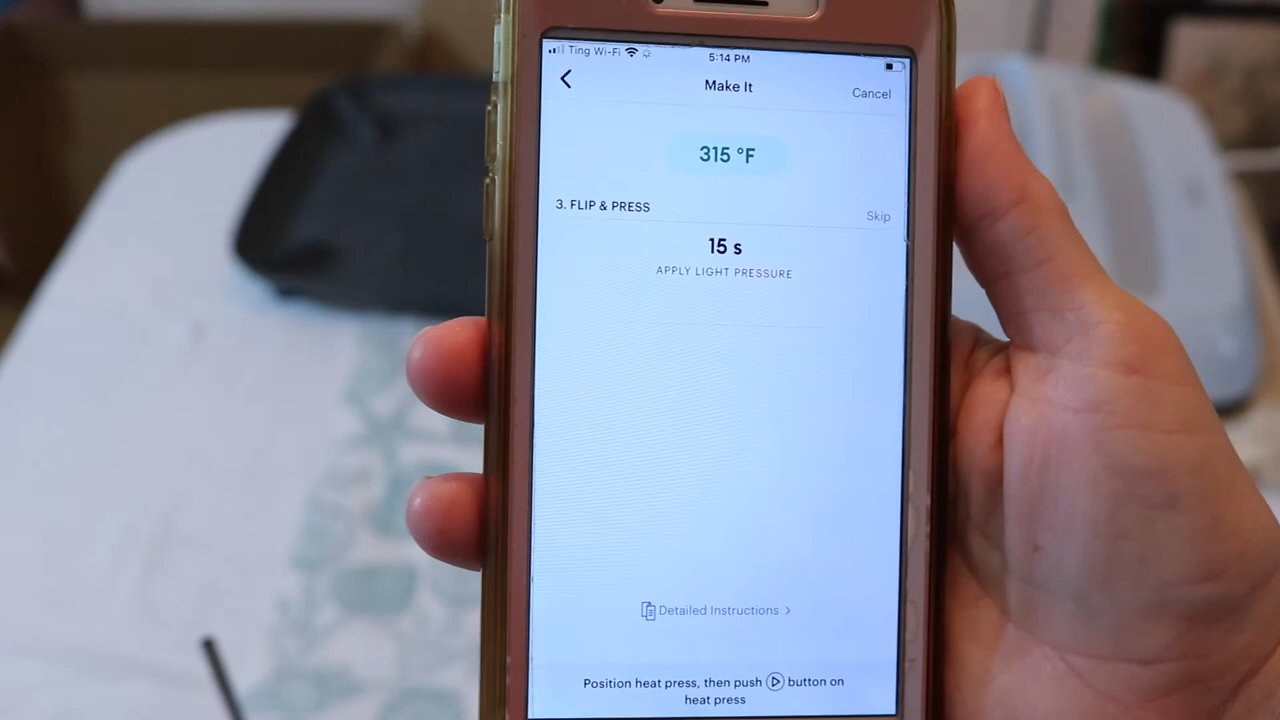 Ting Wi-Fi
5:14 PM
Make It
Cancel
315 °F
3. FLIP & PRESS
Skip
15 s
APPLY LIGHT PRESSURE
Detailed Instructions >
Position heat press, then push button on
heat press